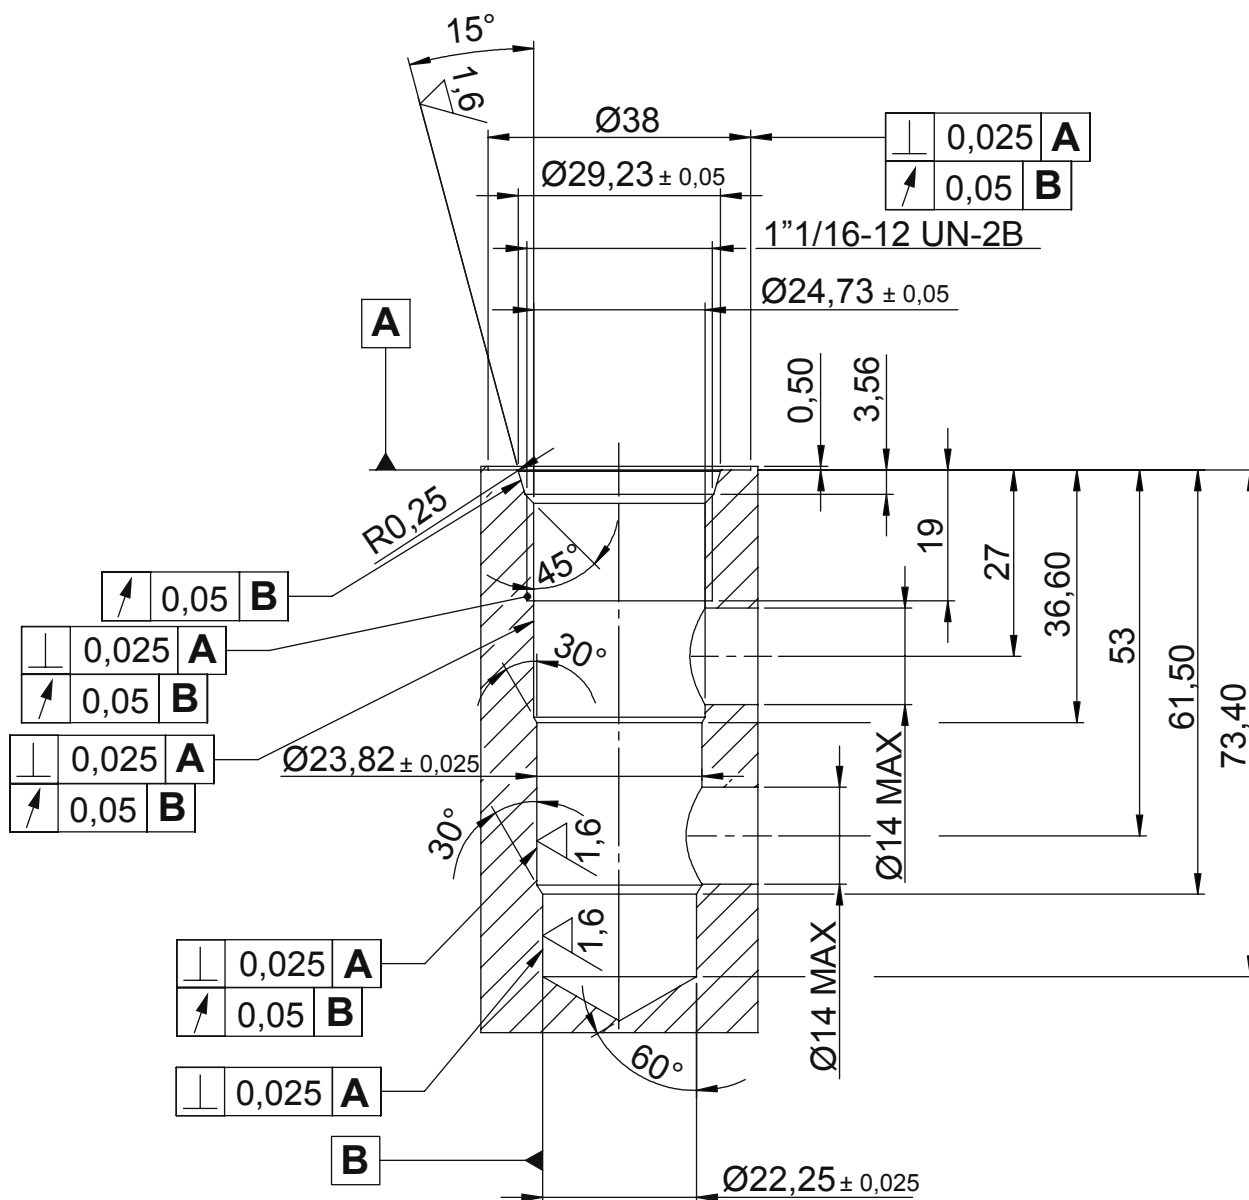 15°
1,6
Ø38
⊥ 0,025 A
↗ 0,05 B
Ø29,23 ± 0,05
1”1/16-12 UN-2B
Ø24,73 ± 0,05
A
0,50
3,56
R0,25
45°
19
27
36,60
53
61,50
73,40
↗ 0,05 B
⊥ 0,025 A
↗ 0,05 B
30°
⊥ 0,025 A
↗ 0,05 B
Ø23,82 ± 0,025
Ø14 MAX
30°
1,6
1,6
⊥ 0,025 A
↗ 0,05 B
Ø14 MAX
60°
⊥ 0,025 A
B
Ø22,25 ± 0,025